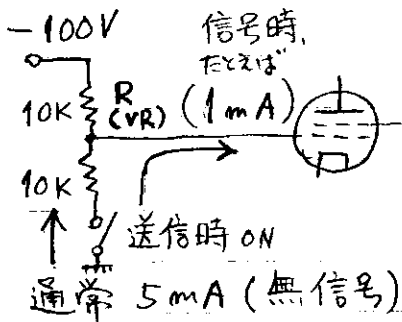 -100V
信号時,
たとえば
10K
R
(VR)
(1mA)
10K
送信時 ON
通常 5mA (無信号)